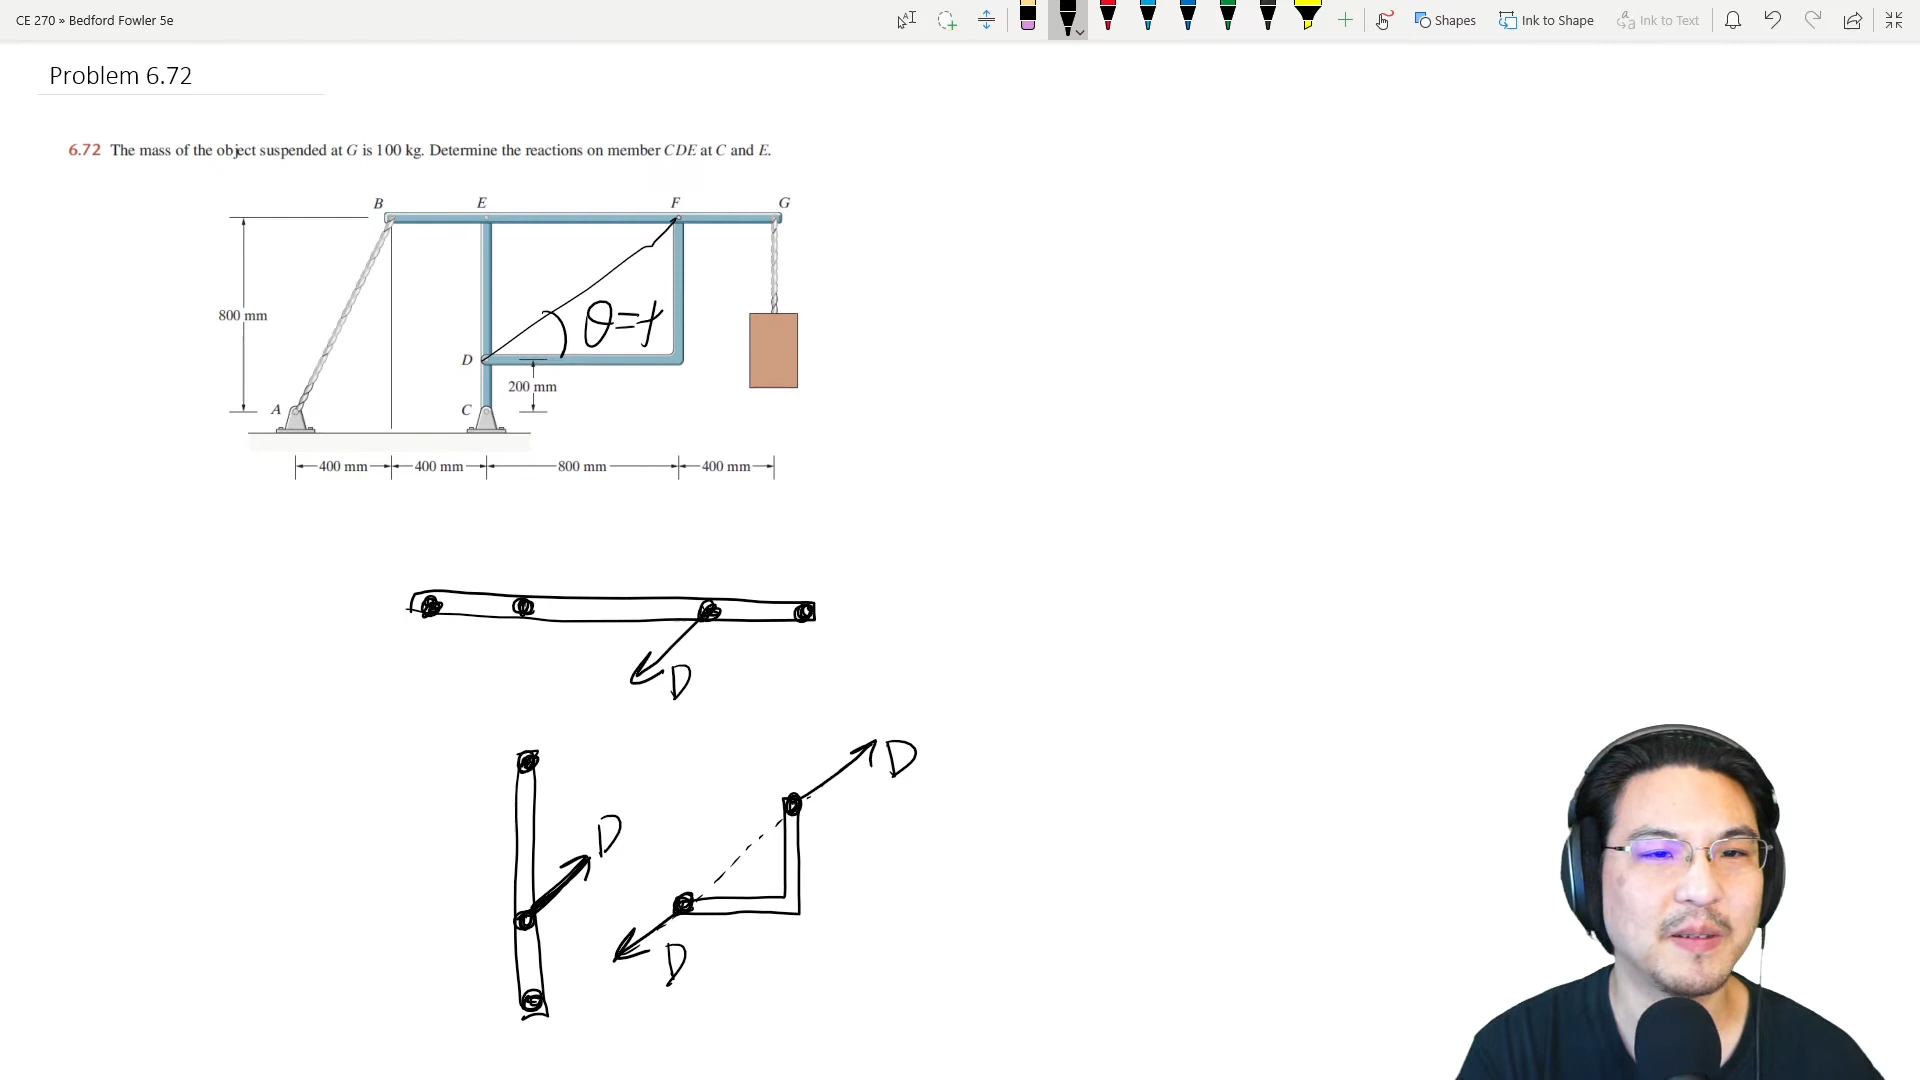 CE 270 » Bedford Fowler 5e
Shapes
Ink to Shape
Ink to Text
Problem 6.72
6.72 The mass of the object suspended at G is 100 kg. Determine the reactions on member CDE at C and E.
B
E
F
G
800 mm
θ=t
D
200 mm
A
C
400 mm
400 mm
800 mm
400 mm
D
D
D
D